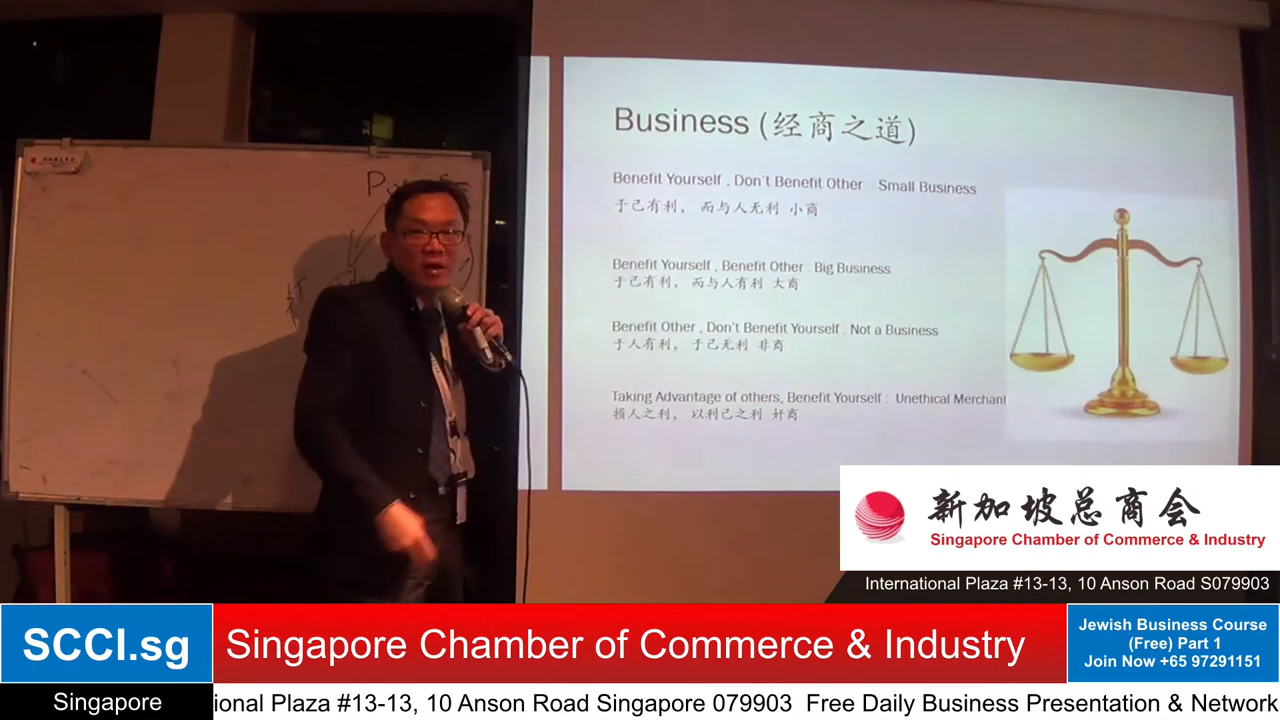 Business (经商之道)
Benefit Yourself , Don't Benefit Other Small Business
于己有利， 而与人无利 小商
Benefit Yourself , Benefit Other : Big Business
于己有利， 而与人有利 大商
Benefit Other , Don't Benefit Yourself : Not a Business
于人有利， 于己无利 非商
Taking Advantage of others, Benefit Yourself : Unethical Merchant
损人之利， 以利己之利 奸商
新加坡总商会
Singapore Chamber of Commerce & Industry
International Plaza #13-13, 10 Anson Road S079903
SCCI.sg
Singapore Chamber of Commerce & Industry
Jewish Business Course
(Free) Part 1
Join Now +65 97291151
Singapore
ional Plaza #13-13, 10 Anson Road Singapore 079903 Free Daily Business Presentation & Network